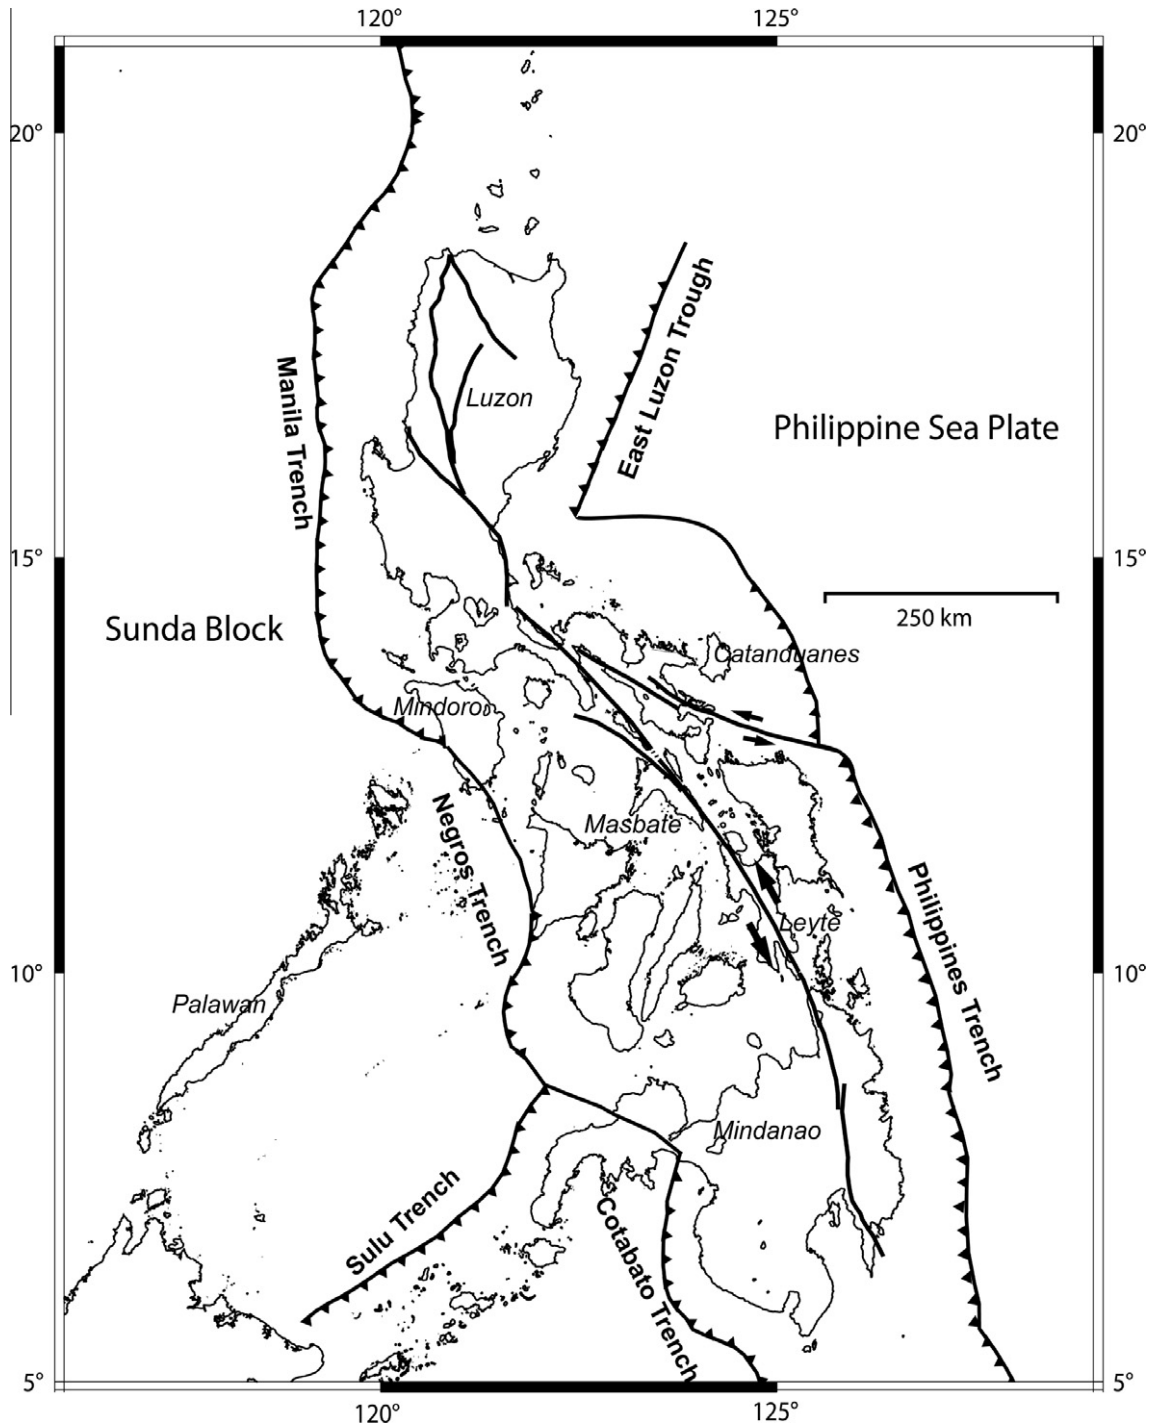 120°
125°
20°
20°
East Luzon Trough
Manila Trench
Luzon
Philippine Sea Plate
15°
15°
250 km
Sunda Block
Catanduanes
Mindoro
Negros Trench
Masbate
Philippines Trench
Leyte
10°
10°
Palawan
Mindanao
Sulu Trench
Cotabato Trench
5°
5°
120°
125°